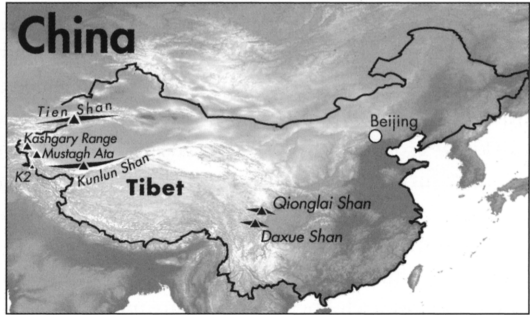 China
Tien Shan
Beijing
Kashgary Range
Mustagh Ata
K2
Kunlun Shan
Tibet
Qionglai Shan
Daxue Shan